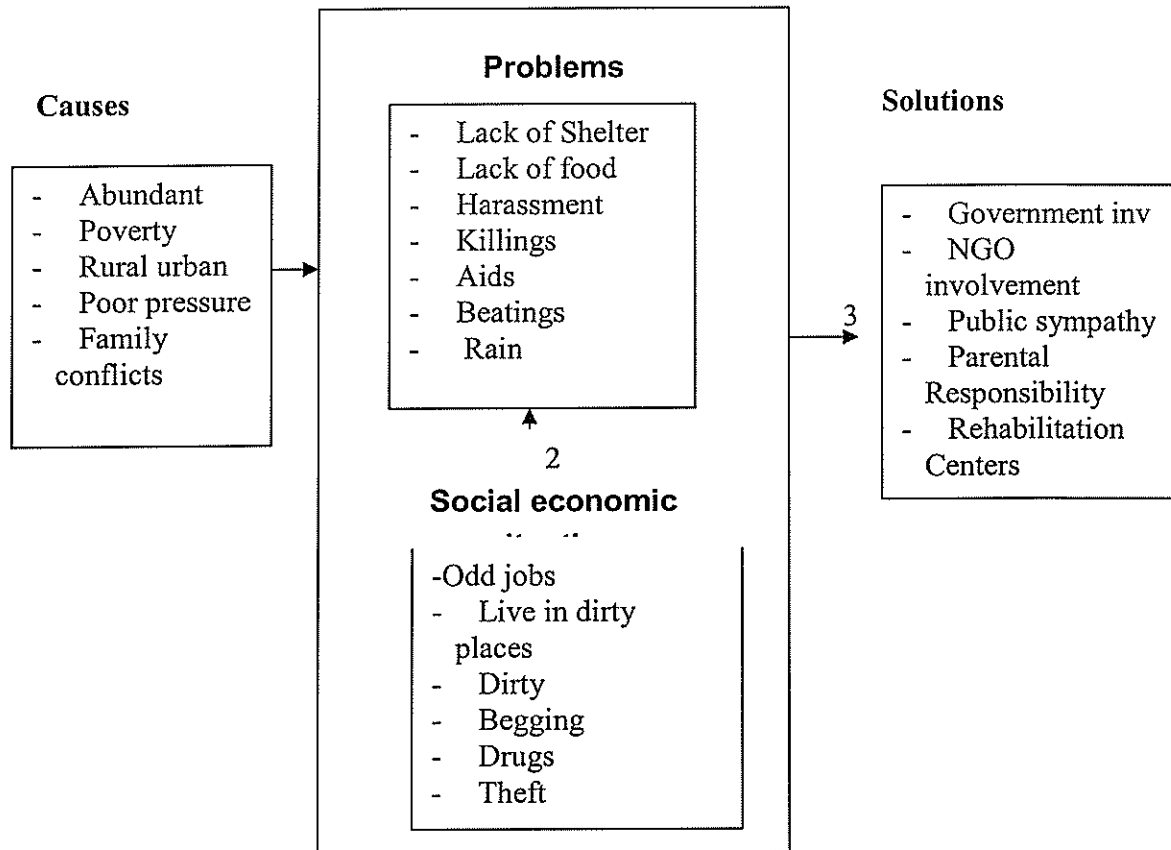 Causes
- Abundant
- Poverty
- Rural urban
- Poor pressure
- Family
conflicts
Problems
- Lack of Shelter
- Lack of food
- Harassment
- Killings
- Aids
- Beatings
- Rain
2
Social economic
-Odd jobs
- Live in dirty
places
- Dirty
- Begging
- Drugs
- Theft
3
Solutions
- Government inv
- NGO
involvement
- Public sympathy
- Parental
Responsibility
- Rehabilitation
Centers